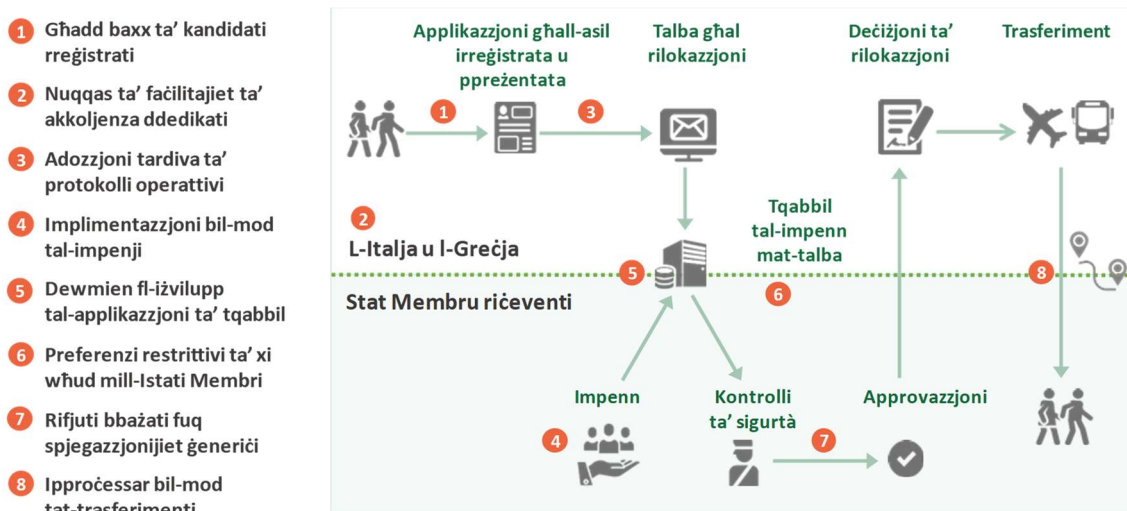 1 Għadd baxx ta’ kandidati
rreġistrati
2 Nuqqas ta’ faċilitajiet ta’
akkoljenza ddedikati
3 Adozzjoni tardiva ta’
protokolli operattivi
4 Implimentazzjoni bil-mod
tal-impenji
5 Dewmien fl-iżvilupp
tal-applikazzjoni ta’ tqabbil
6 Preferenzi restrittivi ta’ xi
wħud mill-Istati Membri
7 Rifjuti bbażati fuq
spjegazzjonijiet ġeneriċi
8 Ipproċessar bil-mod
tat-trasferimenti
Applikazzjoni għall-asil
irreġistrata u
ppreżentata
Talba għal
rilokazzjoni
Deċiżjoni ta’
rilokazzjoni
Trasferiment
1
3
2
L-Italja u l-Greċja
Tqabbil
tal-impenn
mat-talba
5
6
8
Stat Membru riċeventi
Impenn
Kontrolli
ta’ sigurtà
Approvazzjoni
4
7